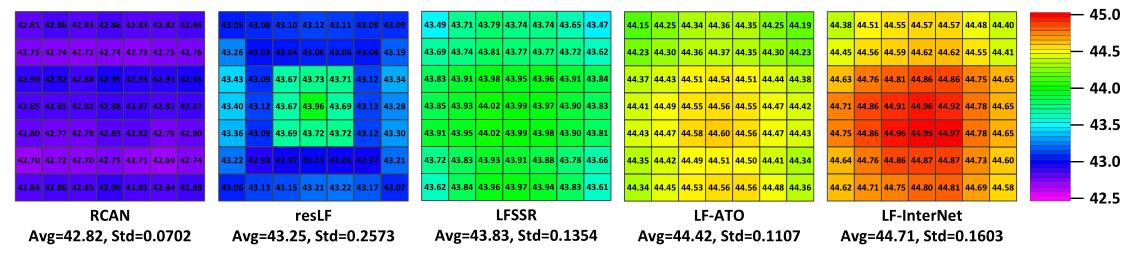 42.81 42.86 42.86 42.82 42.82 42.82 42.86
42.75 42.74 42.72 42.74 42.72 42.75 42.76
42.90 42.92 42.88 42.95 42.93 42.91 42.95
42.85 42.85 42.82 42.88 42.87 42.85 42.87
42.80 42.77 42.78 42.83 42.82 42.76 42.80
42.70 42.72 42.70 42.75 42.71 42.69 42.74
42.84 42.86 42.85 42.90 42.85 42.84 42.88
RCAN
Avg=42.82, Std=0.0702
43.05 43.08 43.10 43.12 43.11 43.09 43.09
43.26 43.03 43.04 43.06 43.06 43.04 43.19
43.43 43.09 43.67 43.73 43.71 43.12 43.34
43.40 43.12 43.67 43.96 43.69 43.13 43.28
43.36 43.09 43.69 43.72 43.72 43.12 43.30
43.22 42.93 42.97 43.01 43.06 42.97 43.21
43.06 43.13 43.15 43.21 43.22 43.17 43.07
resLF
Avg=43.25, Std=0.2573
43.49 43.71 43.79 43.74 43.74 43.65 43.47
43.69 43.74 43.81 43.77 43.77 43.72 43.62
43.83 43.91 43.98 43.95 43.96 43.91 43.84
43.85 43.93 44.02 43.99 43.97 43.90 43.83
43.91 43.95 44.02 43.99 43.98 43.90 43.81
43.72 43.83 43.93 43.91 43.88 43.78 43.66
43.62 43.84 43.96 43.97 43.94 43.83 43.61
LFSSR
Avg=43.83, Std=0.1354
44.15 44.25 44.34 44.36 44.34 44.25 44.19
44.23 44.30 44.36 44.37 44.35 44.30 44.23
44.37 44.43 44.51 44.54 44.51 44.44 44.38
44.41 44.49 44.55 44.56 44.55 44.47 44.42
44.43 44.47 44.58 44.60 44.56 44.47 44.43
44.35 44.42 44.49 44.51 44.50 44.41 44.34
44.34 44.45 44.53 44.56 44.56 44.48 44.36
LF-ATO
Avg=44.42, Std=0.1107
44.38 44.51 44.57 44.57 44.57 44.48 44.40
44.45 44.56 44.58 44.62 44.62 44.54 44.41
44.63 44.76 44.81 44.86 44.86 44.75 44.65
44.71 44.86 44.91 44.96 44.92 44.78 44.65
44.75 44.86 44.96 44.99 44.97 44.78 44.65
44.64 44.76 44.86 44.87 44.87 44.73 44.60
44.62 44.71 44.75 44.80 44.81 44.69 44.58
LF-InterNet
Avg=44.71, Std=0.1603
45.0
44.5
44.0
43.5
43.0
42.5